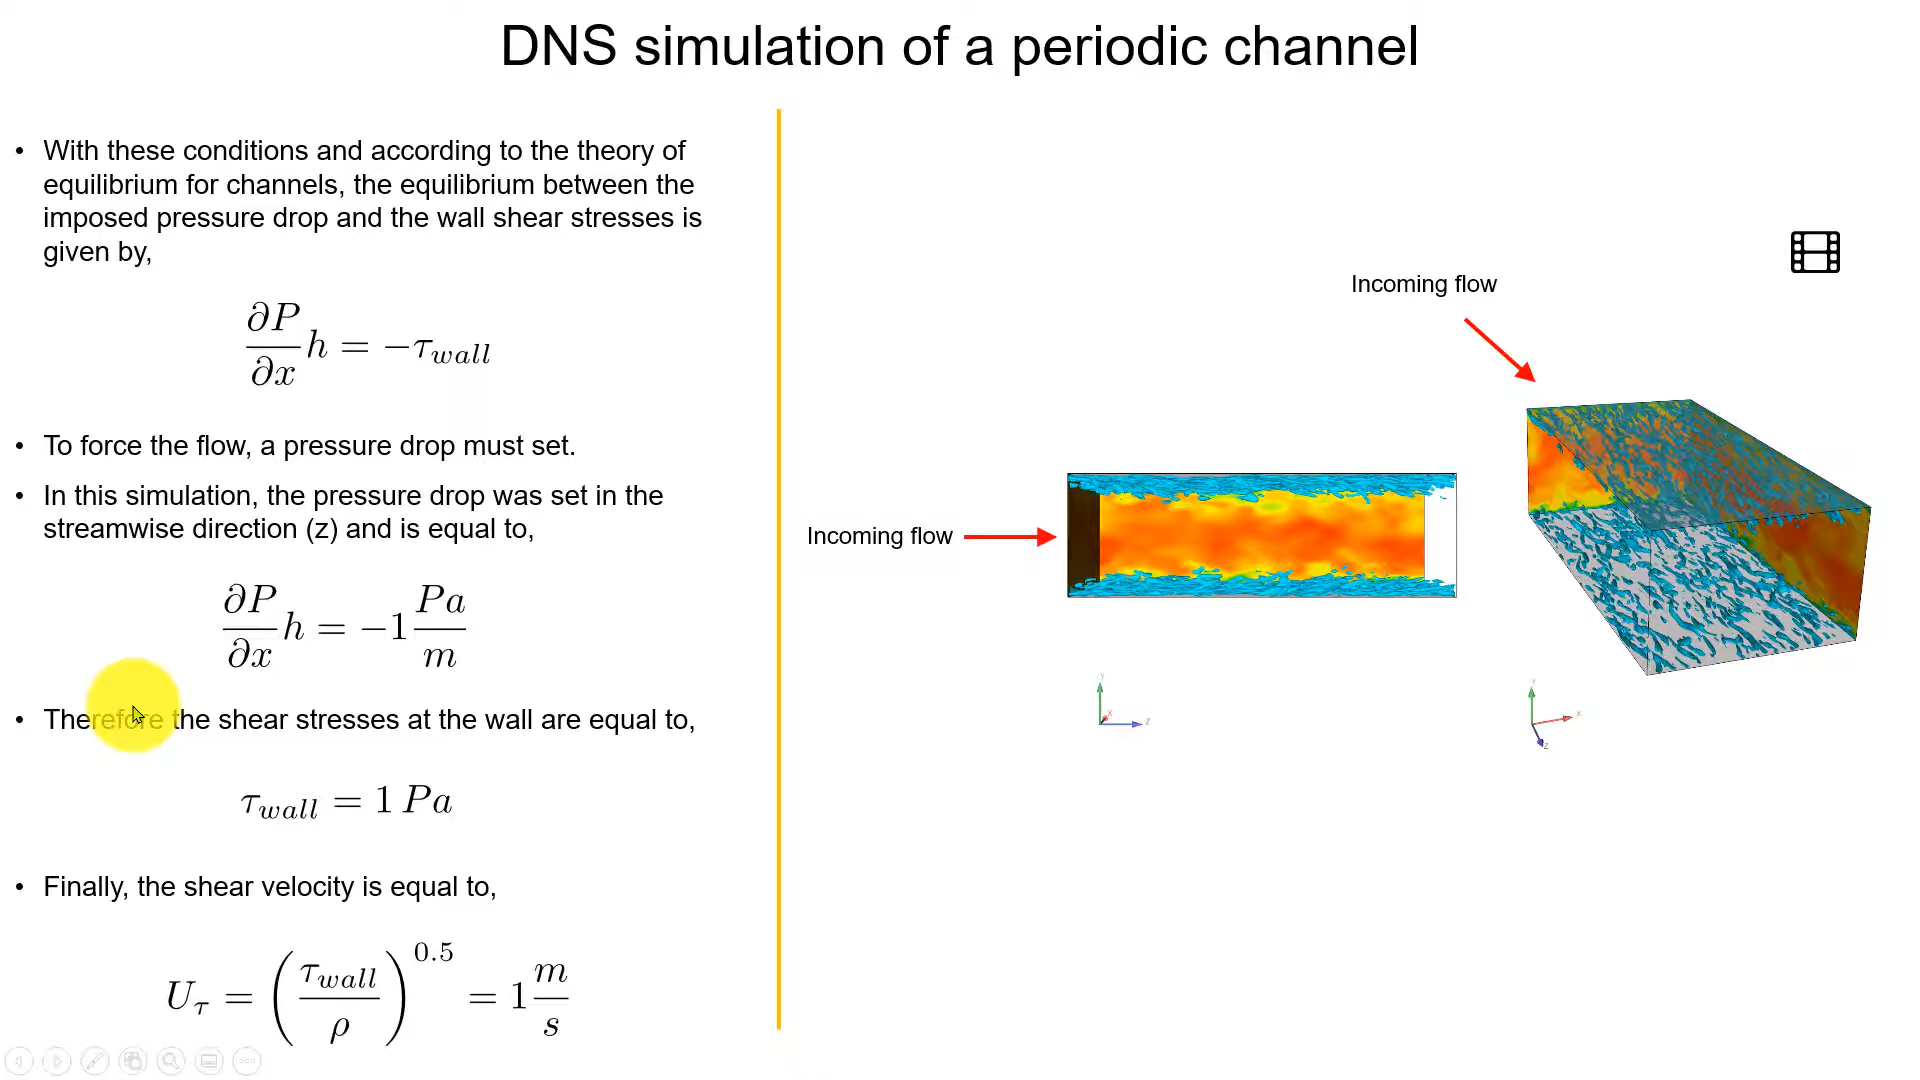 DNS simulation of a periodic channel
• With these conditions and according to the theory of
equilibrium for channels, the equilibrium between the
imposed pressure drop and the wall shear stresses is
given by,
∂P/∂x h = −τ_wall
• To force the flow, a pressure drop must set.
• In this simulation, the pressure drop was set in the
streamwise direction (z) and is equal to,
∂P/∂x h = −1 Pa/m
• Therefore the shear stresses at the wall are equal to,
τ_wall = 1 Pa
• Finally, the shear velocity is equal to,
U_τ = (τ_wall/ρ)^0.5 = 1 m/s
Incoming flow
Incoming flow
Y
X
Z
Y
X
Z